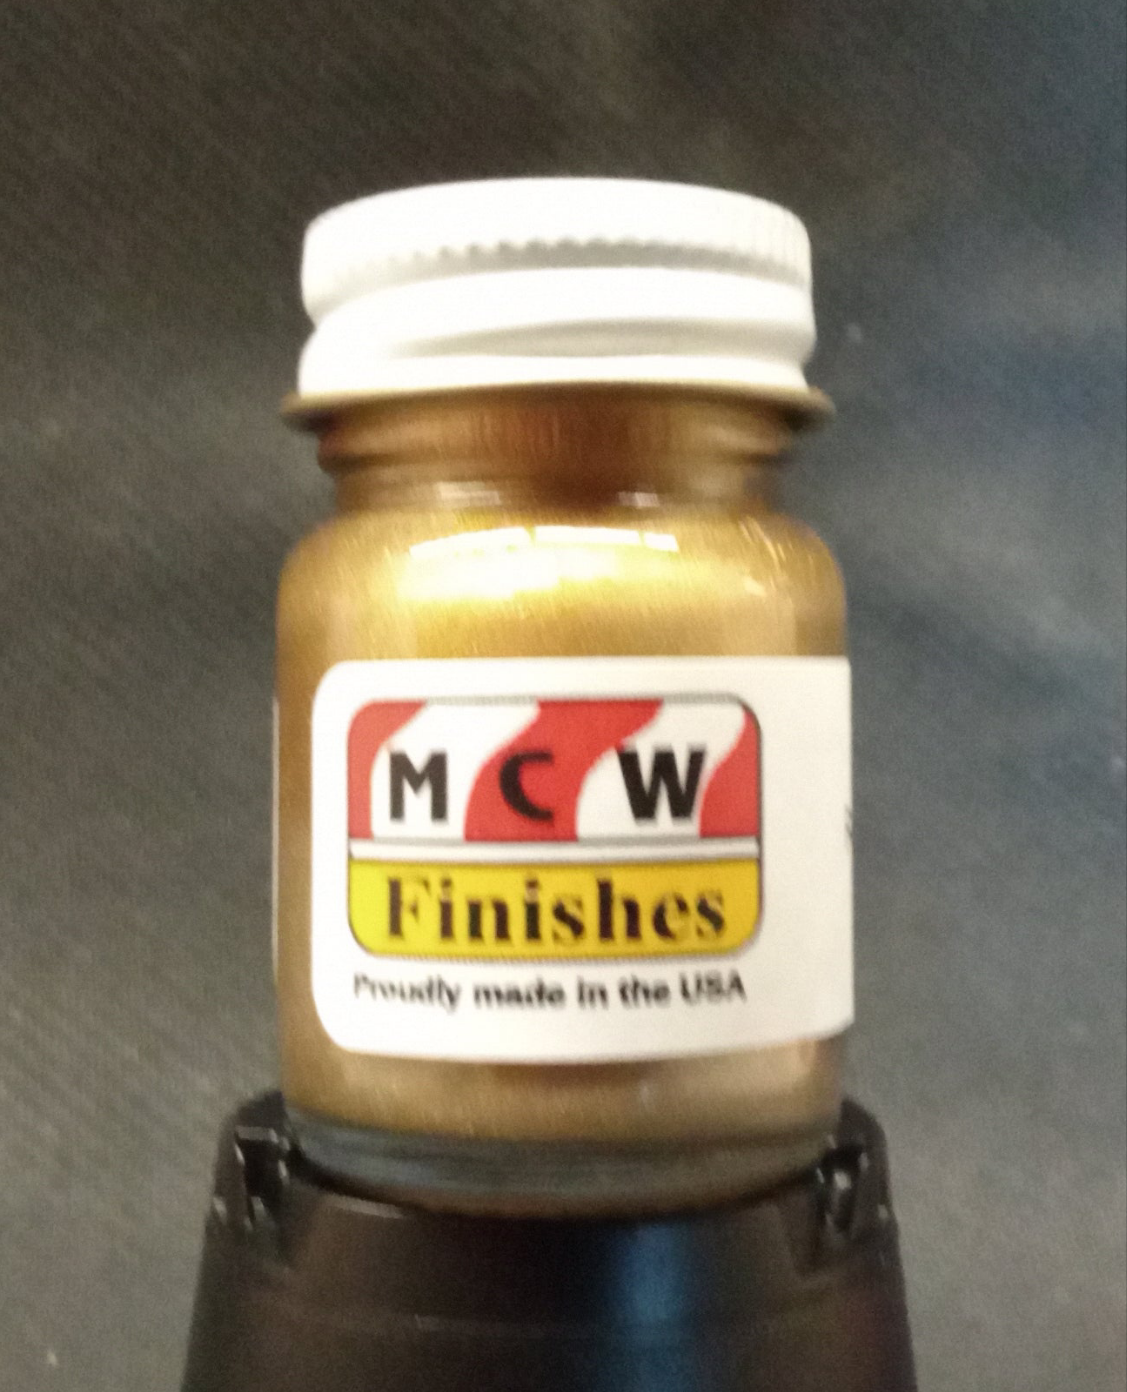 MCW
Finishes
Proudly made in the USA